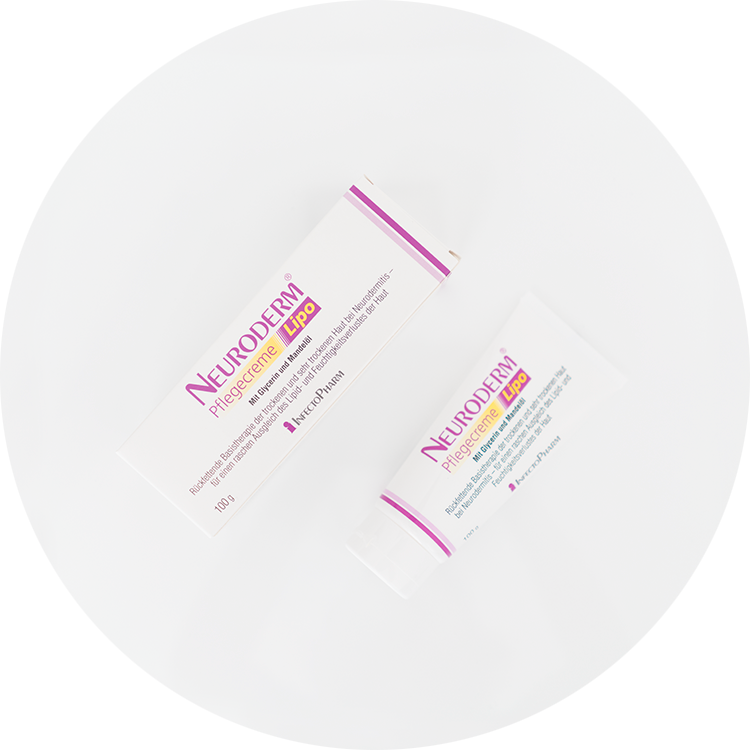 NEURODERM®
Pflegecreme Lipo
Mit Glycerin und Mandelöl
Rückfettende Basistherapie der trockenen und sehr trockenen Haut bei Neurodermitis –
für einen raschen Ausgleich des Lipid- und Feuchtigkeitsverlustes der Haut
INFECTOPHARM
100 g
NEURODERM®
Pflegecreme Lipo
Mit Glycerin und Mandelöl
Rückfettende Basistherapie der trockenen und sehr trockenen Haut
bei Neurodermitis – für einen raschen Ausgleich des Lipid- und
Feuchtigkeitsverlustes der Haut
INFECTOPHARM